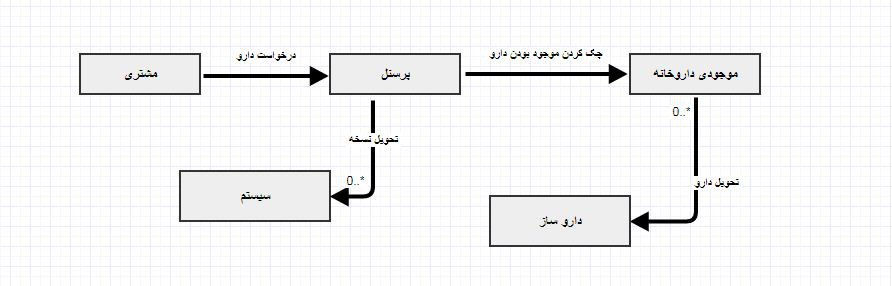 درخواست دارو
چک کردن موجود بودن دارو
مشتری
پرسنل
موجودی داروخانه
0..*
تحویل نسخه
0..*
تحویل دارو
سیستم
دارو ساز